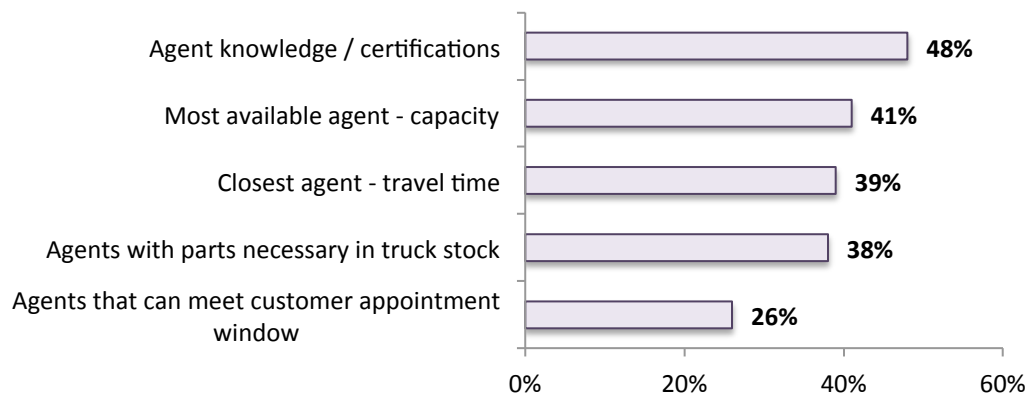 Agent knowledge / certifications
48%
Most available agent - capacity
41%
Closest agent - travel time
39%
Agents with parts necessary in truck stock
38%
Agents that can meet customer appointment
window
26%
0%
20%
40%
60%